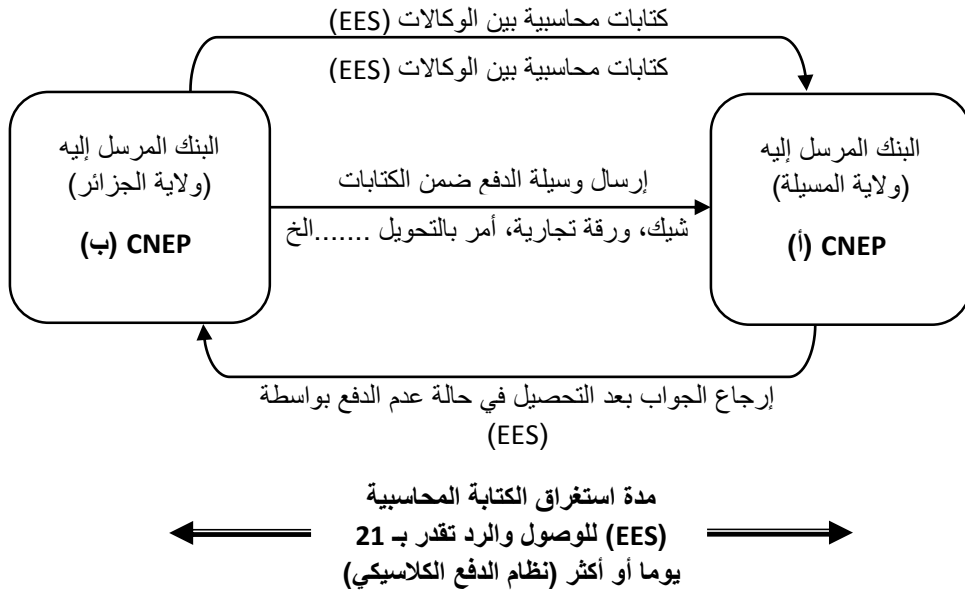 كتابات محاسبية بين الوكالات (EES)
كتابات محاسبية بين الوكالات (EES)
البنك المرسل إليه
(ولاية المسيلة)
CNEP (أ)
إرسال وسيلة الدفع ضمن الكتابات
شيك، ورقة تجارية، أمر بالتحويل .......الخ
البنك المرسل إليه
(ولاية الجزائر)
CNEP (ب)
إرجاع الجواب بعد التحصيل في حالة عدم الدفع بواسطة
(EES)
مدة استغراق الكتابة المحاسبية
(EES) للوصول والرد تقدر بـ 21
يوما أو أكثر (نظام الدفع الكلاسيكي)